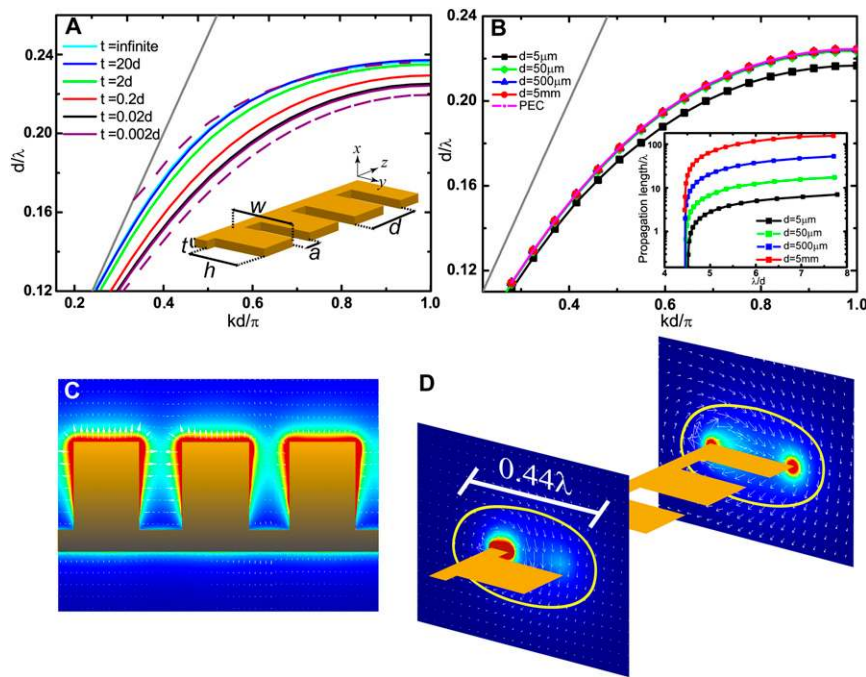 A
0.24
0.20
0.16
0.12
d/λ
t =infinite
t =20d
t =2d
t =0.2d
t =0.02d
t =0.002d
x
z
y
w
d
t
h
a
0.2 0.4 0.6 0.8 1.0
kd/π
B
0.24
0.20
0.16
0.12
d/λ
d=5μm
d=50μm
d=500μm
d=5mm
PEC
Propagation length/λ
100
10
1
d=5μm
d=50μm
d=500μm
d=5mm
4 5 6 7 8
λ/d
0.4 0.6 0.8 1.0
kd/π
C
D
0.44λ